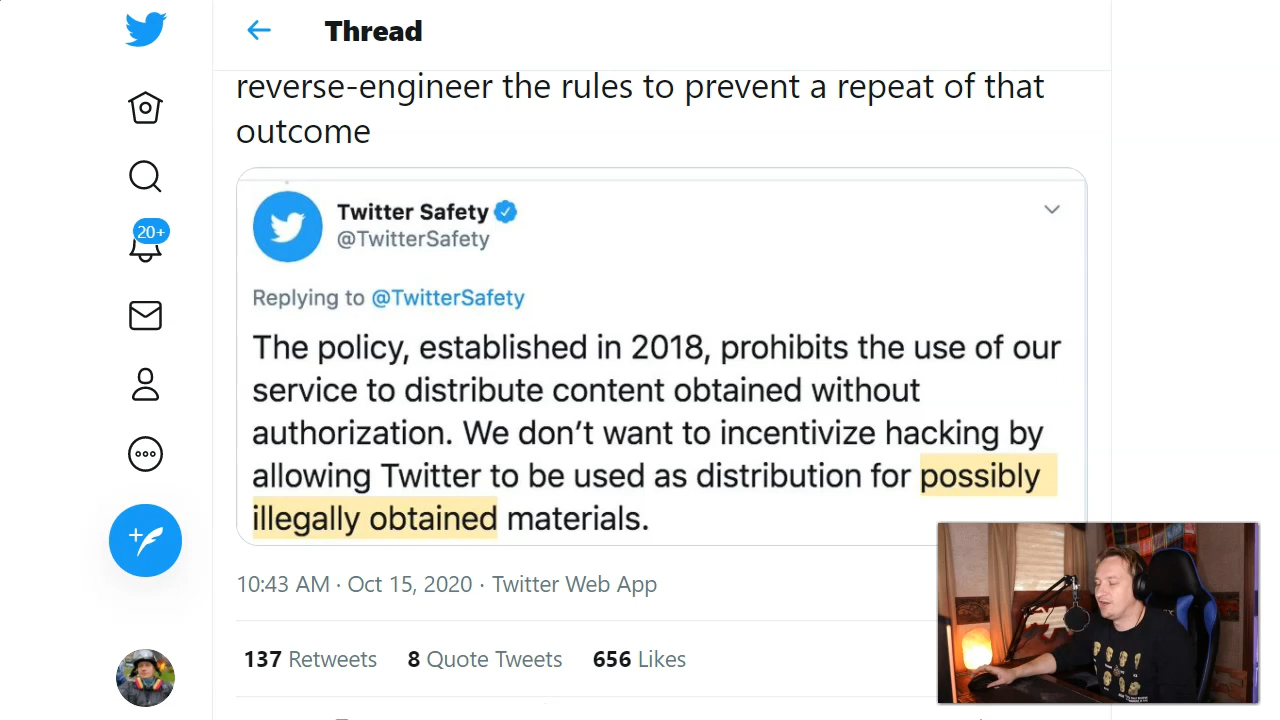 Thread
reverse-engineer the rules to prevent a repeat of that
outcome
20+
Twitter Safety
@TwitterSafety
Replying to @TwitterSafety
The policy, established in 2018, prohibits the use of our
service to distribute content obtained without
authorization. We don’t want to incentivize hacking by
allowing Twitter to be used as distribution for possibly
illegally obtained materials.
10:43 AM · Oct 15, 2020 · Twitter Web App
137 Retweets 8 Quote Tweets 656 Likes